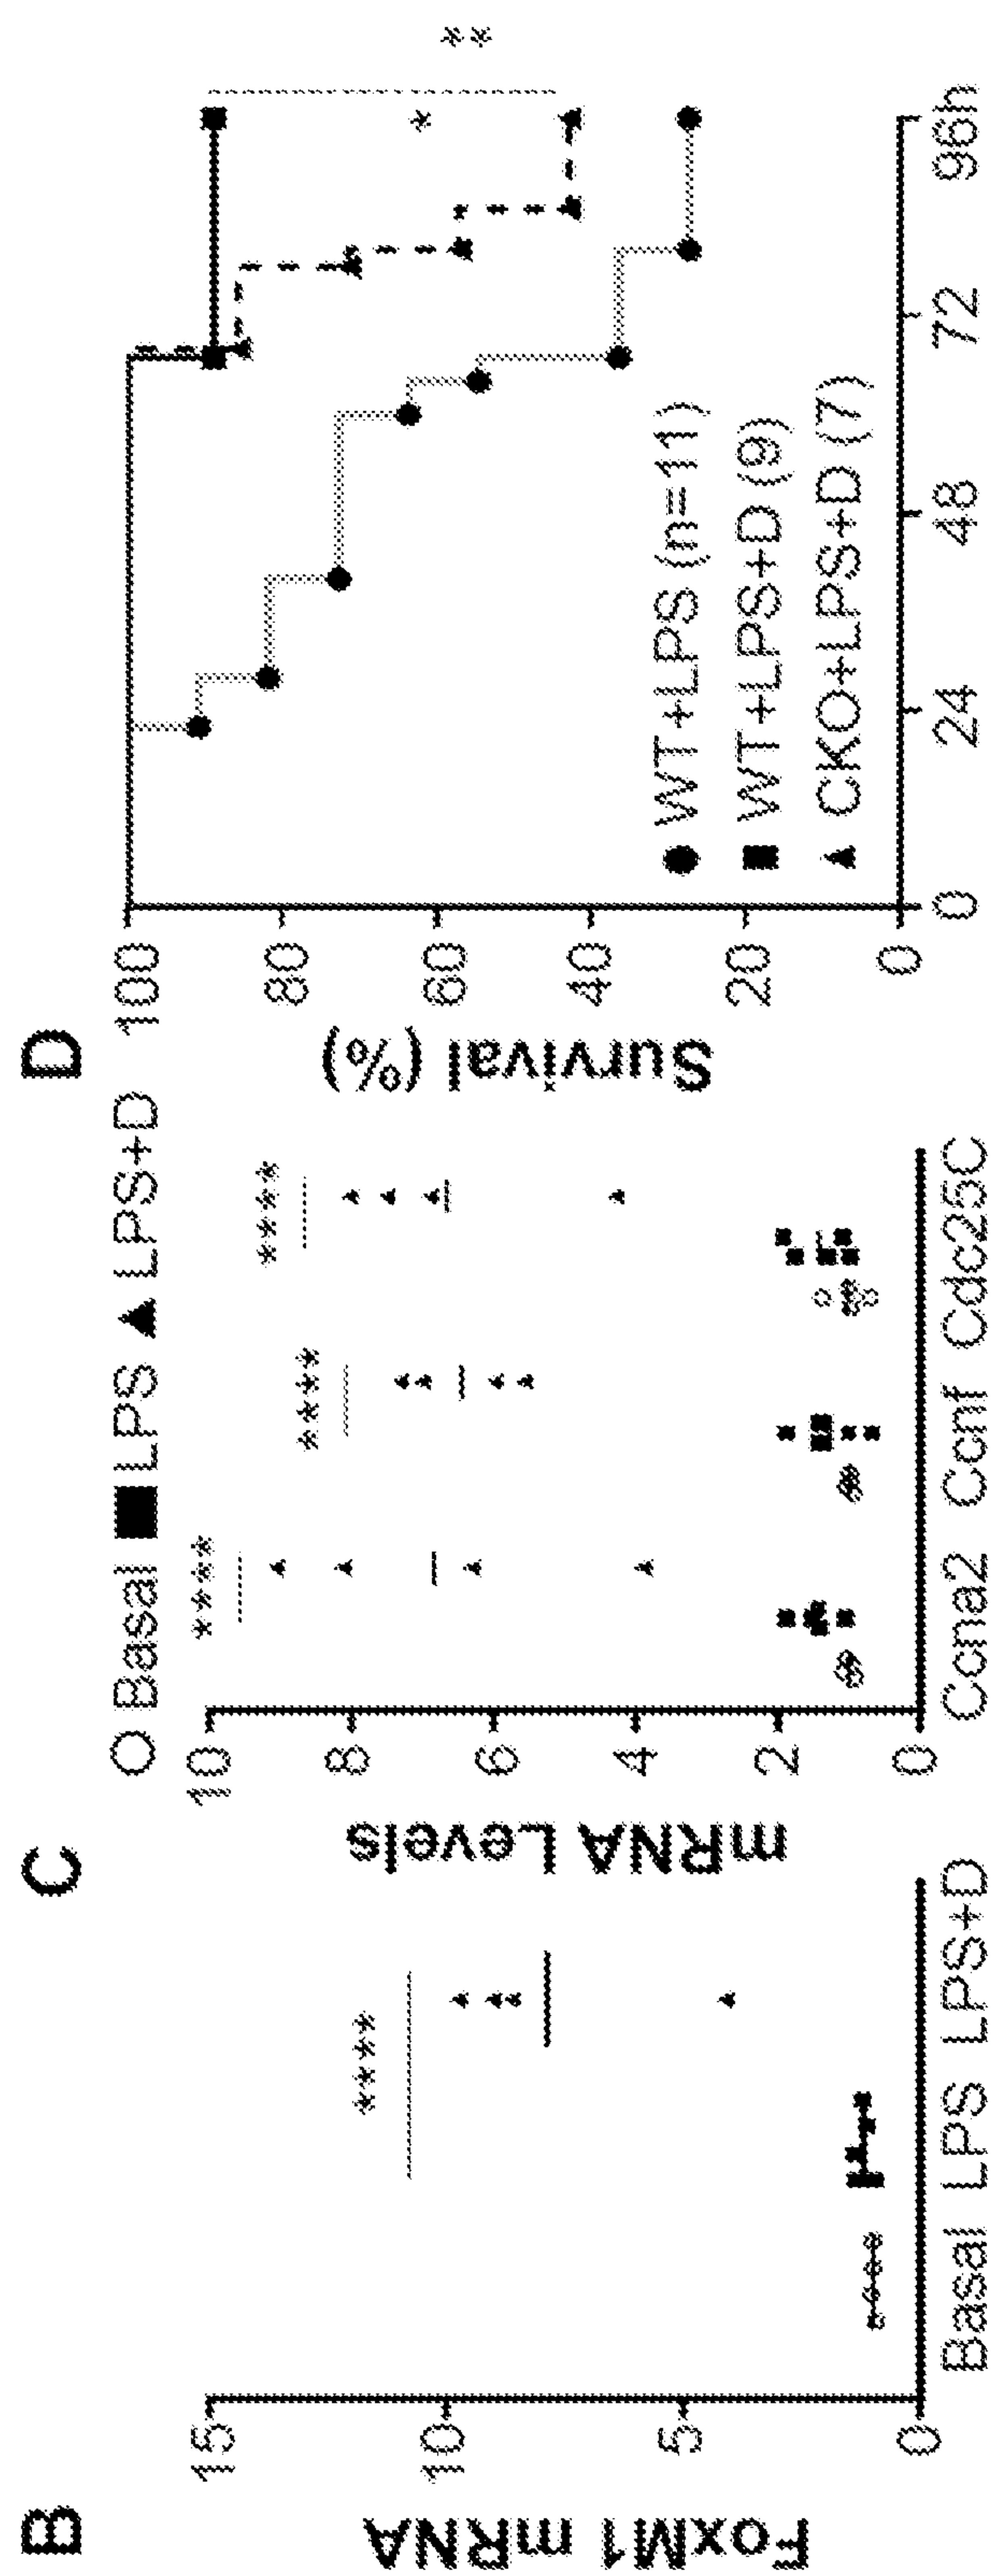 B
FoxM1 mRNA
15
10
5
0
Basal LPS LPS+D
****
C
○ Basal ■ LPS ▲ LPS+D
mRNA Levels
10
8
6
4
2
0
Ccna2 Ccnf Cdc25C
****
****
****
D
Survival (%)
100
80
60
40
20
0
0 24 48 72 96h
● WT+LPS (n=11)
■ WT+LPS+D (9)
▲ CKO+LPS+D (7)
*
**